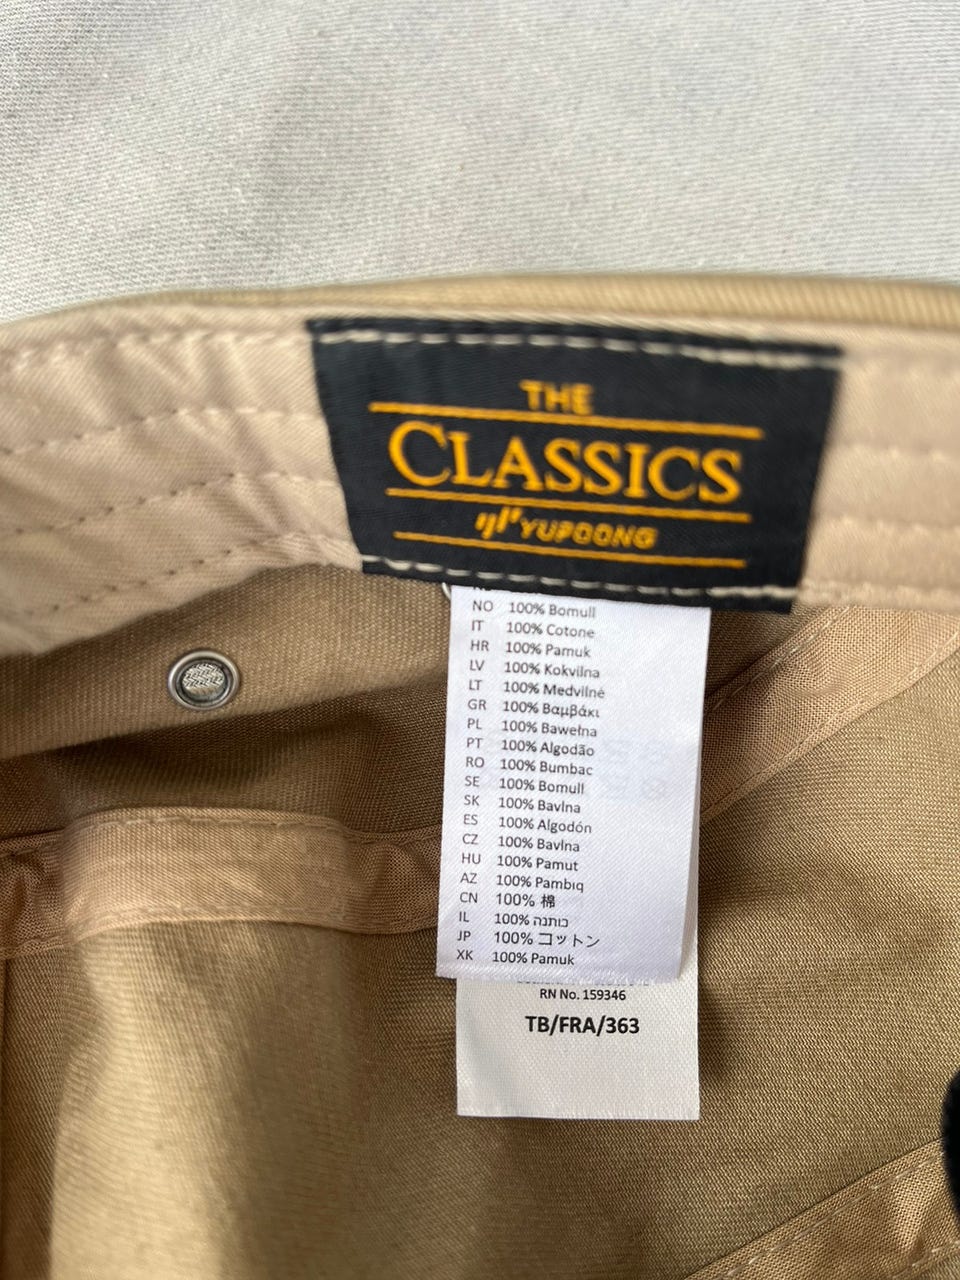 THE
CLASSICS
YUPOONG
NO 100% Bomull
IT 100% Cotone
HR 100% Pamuk
LV 100% Kokvilna
LT 100% Medvilnė
GR 100% Βαμβάκι
PL 100% Bawełna
PT 100% Algodão
RO 100% Bumbac
SE 100% Bomull
SK 100% Bavlna
ES 100% Algodón
CZ 100% Bavlna
HU 100% Pamut
AZ 100% Pambıq
CN 100% 棉
IL 100% כותנה
JP 100% コットン
XK 100% Pamuk
RN No. 159346
TB/FRA/363